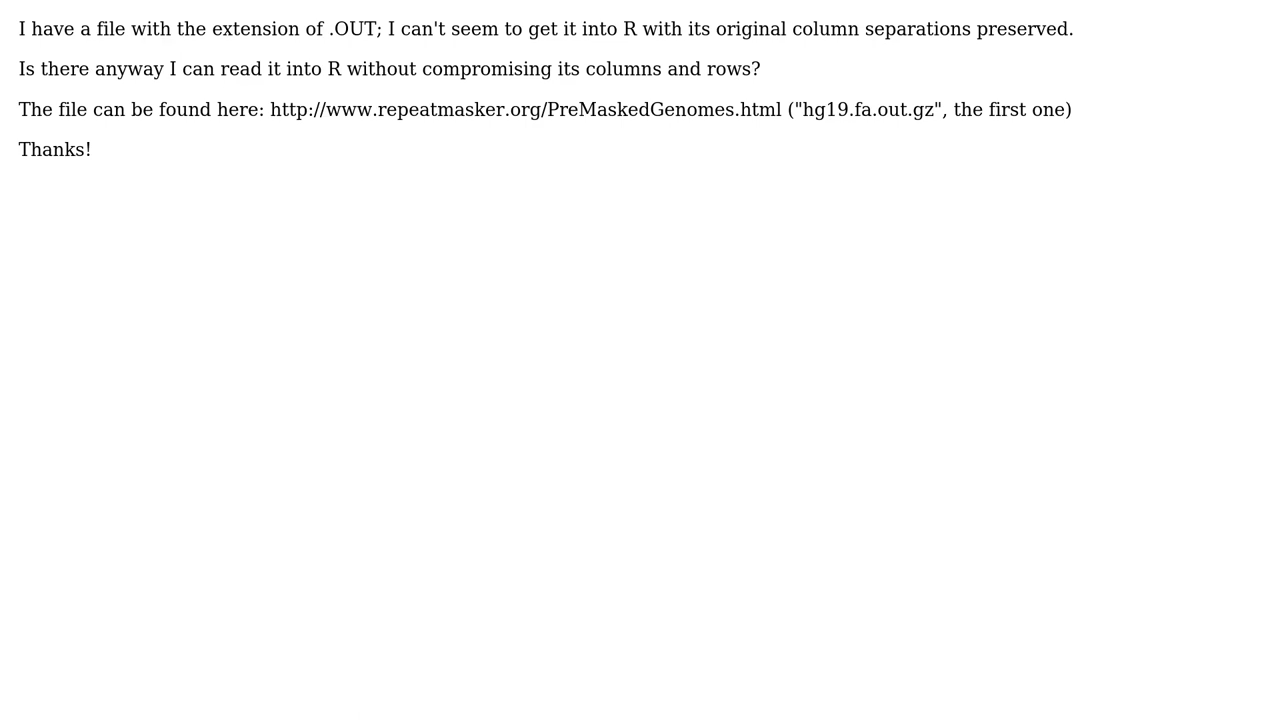 I have a file with the extension of .OUT; I can't seem to get it into R with its original column separations preserved.
Is there anyway I can read it into R without compromising its columns and rows?
The file can be found here: http://www.repeatmasker.org/PreMaskedGenomes.html ("hg19.fa.out.gz", the first one)
Thanks!